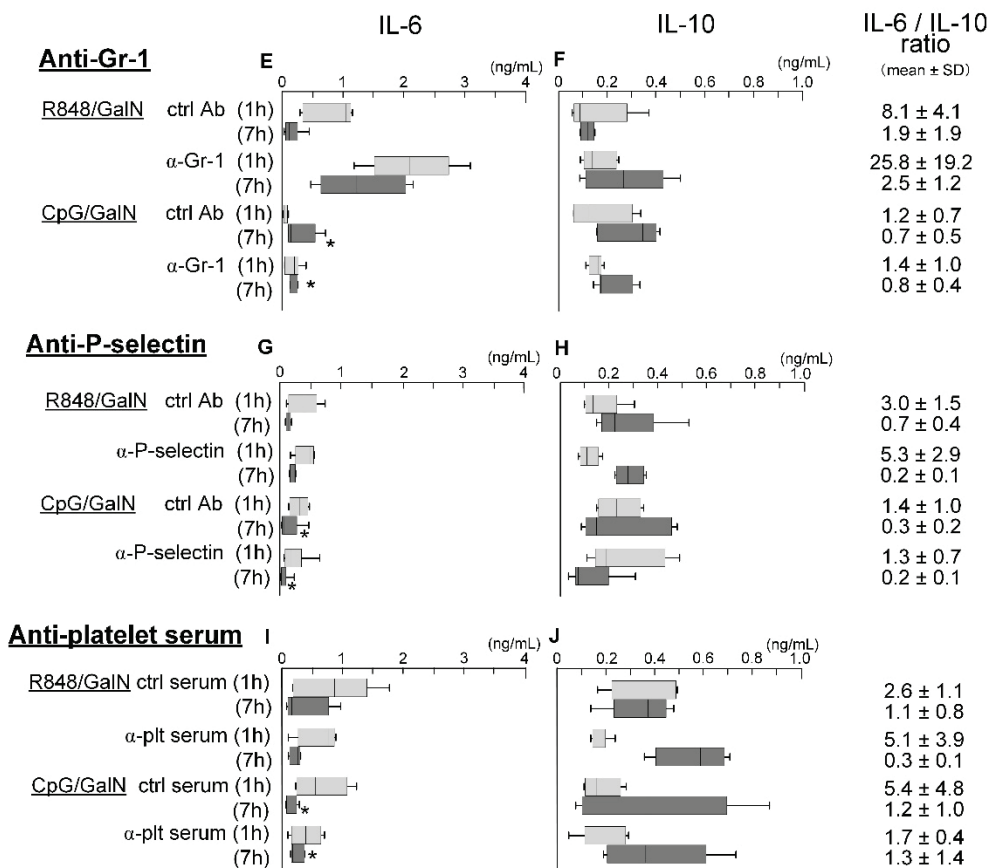 IL-6 IL-10 IL-6 / IL-10
ratio
(mean ± SD)
Anti-Gr-1 E (ng/mL) F (ng/mL)
0 1 2 3 4 0 0.2 0.4 0.6 0.8 1.0
R848/GalN ctrl Ab (1h) 8.1 ± 4.1
(7h) 1.9 ± 1.9
α-Gr-1 (1h) 25.8 ± 19.2
(7h) 2.5 ± 1.2
CpG/GalN ctrl Ab (1h) 1.2 ± 0.7
(7h) * 0.7 ± 0.5
α-Gr-1 (1h) 1.4 ± 1.0
(7h) * 0.8 ± 0.4
Anti-P-selectin G (ng/mL) H (ng/mL)
0 1 2 3 4 0 0.2 0.4 0.6 0.8 1.0
R848/GalN ctrl Ab (1h) 3.0 ± 1.5
(7h) 0.7 ± 0.4
α-P-selectin (1h) 5.3 ± 2.9
(7h) 0.2 ± 0.1
CpG/GalN ctrl Ab (1h) 1.4 ± 1.0
(7h) * 0.3 ± 0.2
α-P-selectin (1h) 1.3 ± 0.7
(7h) * 0.2 ± 0.1
Anti-platelet serum I (ng/mL) J (ng/mL)
0 1 2 3 4 0 0.2 0.4 0.6 0.8 1.0
R848/GalN ctrl serum (1h) 2.6 ± 1.1
(7h) 1.1 ± 0.8
α-plt serum (1h) 5.1 ± 3.9
(7h) 0.3 ± 0.1
CpG/GalN ctrl serum (1h) 5.4 ± 4.8
(7h) * 1.2 ± 1.0
α-plt serum (1h) 1.7 ± 0.4
(7h) * 1.3 ± 1.4